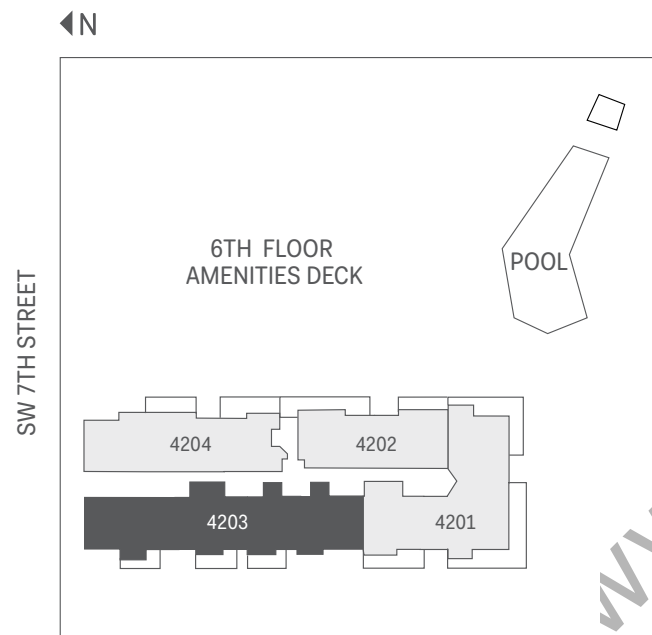 N
SW 7TH STREET
6TH FLOOR
AMENITIES DECK
POOL
4204
4202
4203
4201